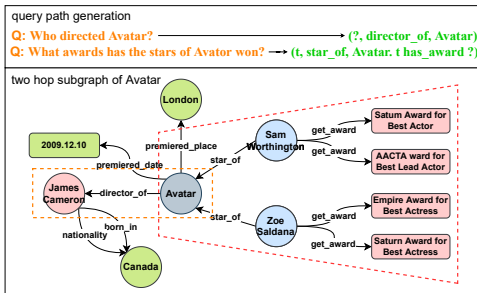 query path generation
Q: Who directed Avatar?
(?, director_of, Avatar)
Q: What awards has the stars of Avator won?
(t, star_of, Avatar. t has_award ?)
two hop subgraph of Avatar
London
Sam
Worthington
Satum Award for
Best Actor
get_award
get_award
2009.12.10
premiered_place
star_of
AACTA ward for
Best Lead Actor
premiered_date
James
Cameron
director_of
Avatar
Empire Award for
Best Actress
get_award
star_of
Zoe
Saldana
born_in
nationality
get_award
Saturn Award for
Best Actress
Canada